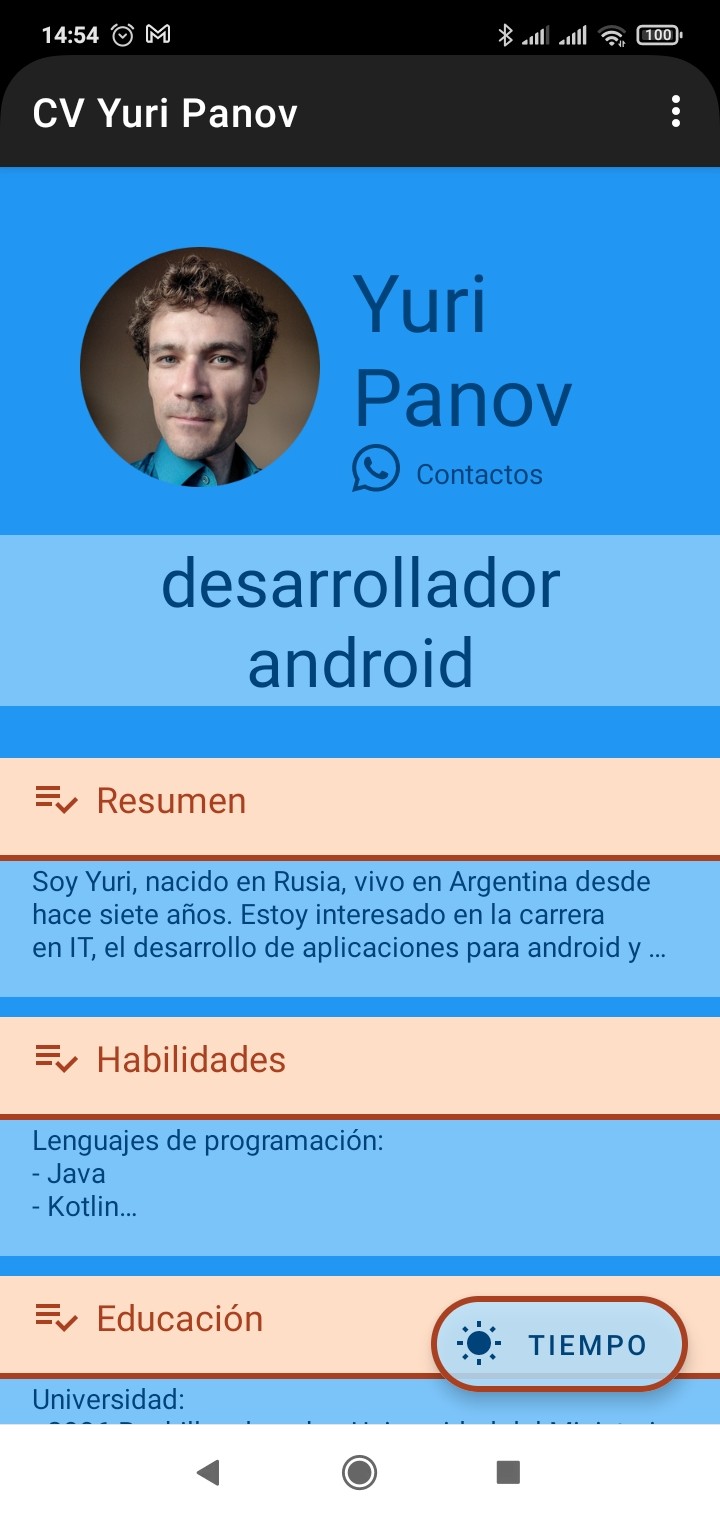 14:54
100
CV Yuri Panov
Yuri
Panov
Contactos
desarrollador
android
Resumen
Soy Yuri, nacido en Rusia, vivo en Argentina desde
hace siete años. Estoy interesado en la carrera
en IT, el desarrollo de aplicaciones para android y ...
Habilidades
Lenguajes de programación:
- Java
- Kotlin...
Educación
TIEMPO
Universidad: